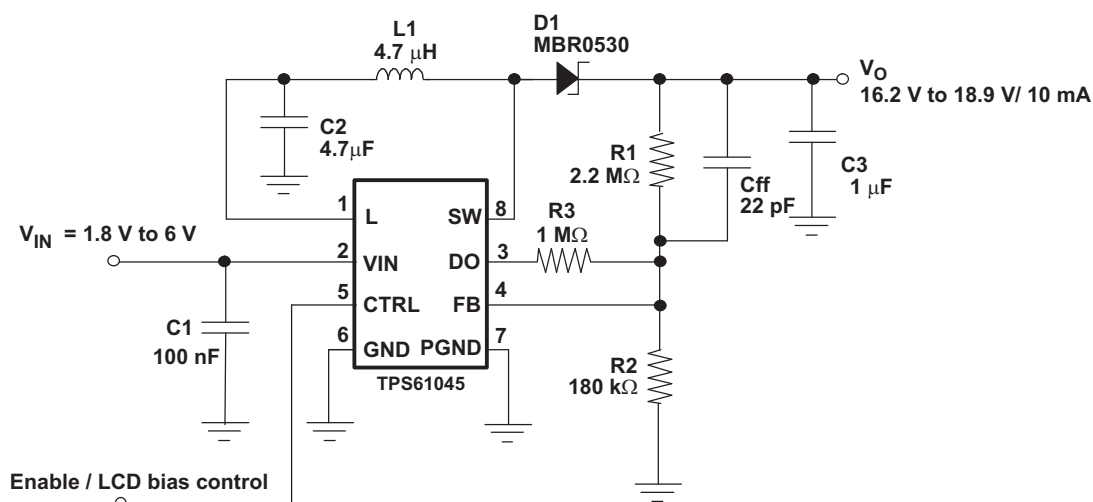 D1
MBR0530
L1
4.7 μH
VO
16.2 V to 18.9 V/ 10 mA
C2
4.7μF
R1
2.2 MΩ
Cff
22 pF
C3
1 μF
1
L
SW
8
R3
1 MΩ
VIN = 1.8 V to 6 V
2
VIN
DO
3
5
CTRL
FB
4
C1
100 nF
6
GND
PGND
7
TPS61045
R2
180 kΩ
Enable / LCD bias control